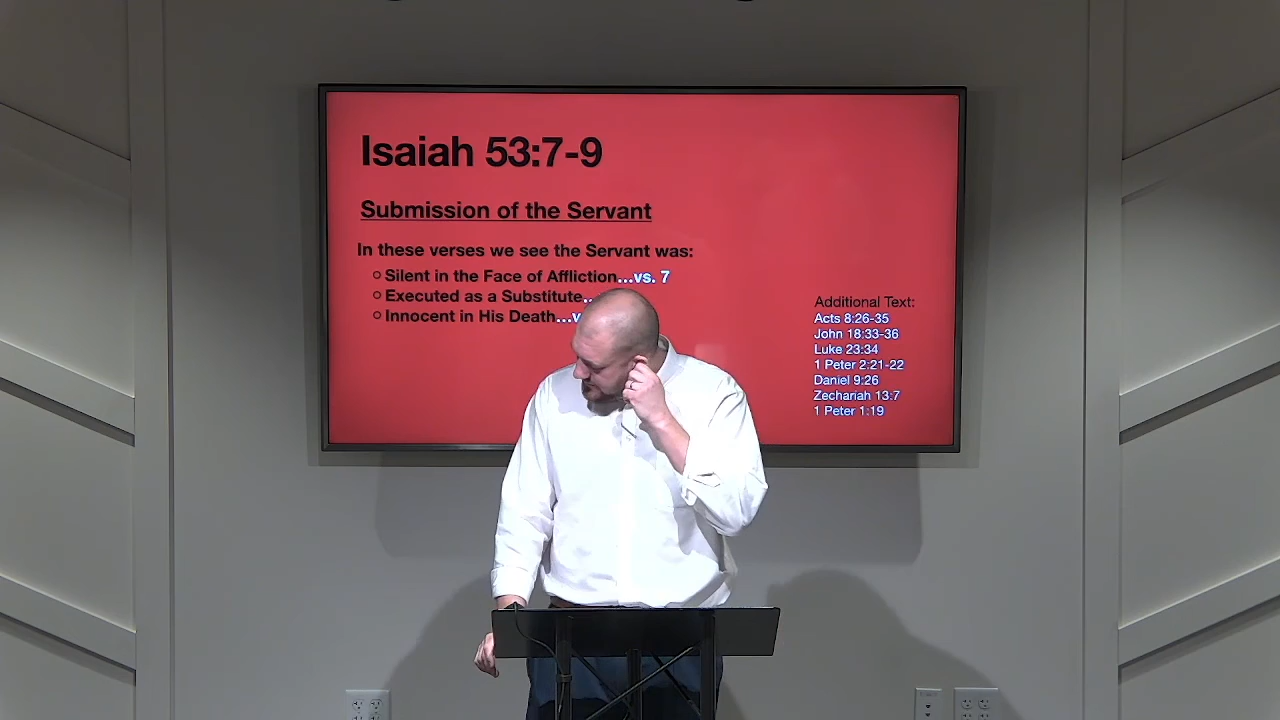 Isaiah 53:7-9
Submission of the Servant
In these verses we see the Servant was:
Silent in the Face of Affliction...vs. 7
Executed as a Substitute..
Innocent in His Death...v
Additional Text:
Acts 8:26-35
John 18:33-36
Luke 23:34
1 Peter 2:21-22
Daniel 9:26
Zechariah 13:7
1 Peter 1:19